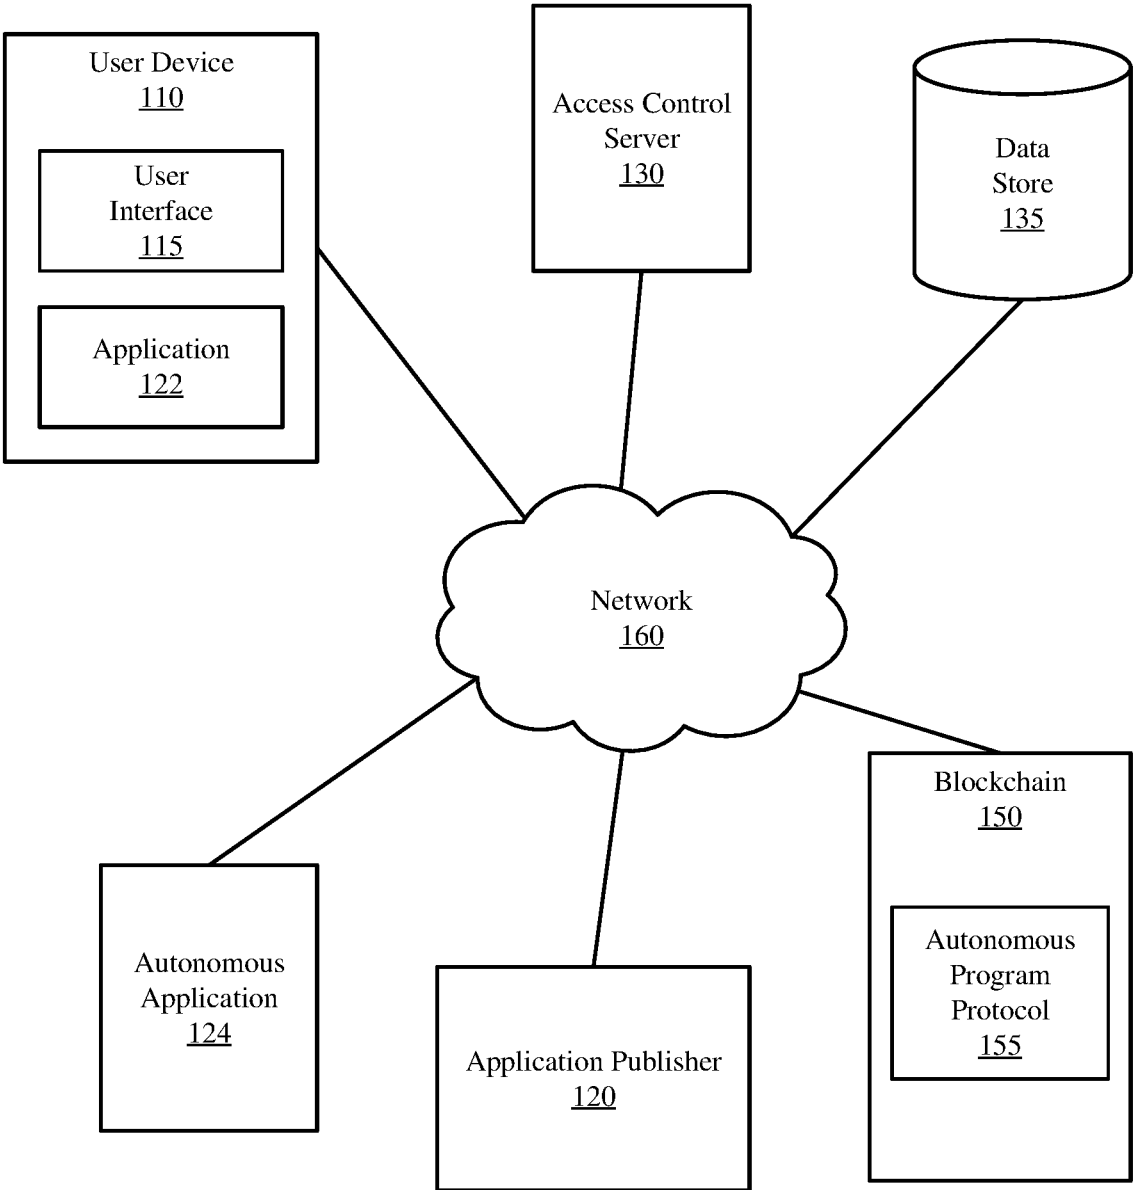 User Device
110
User
Interface
115
Application
122
Access Control
Server
130
Data
Store
135
Network
160
Autonomous
Application
124
Application Publisher
120
Blockchain
150
Autonomous
Program
Protocol
155